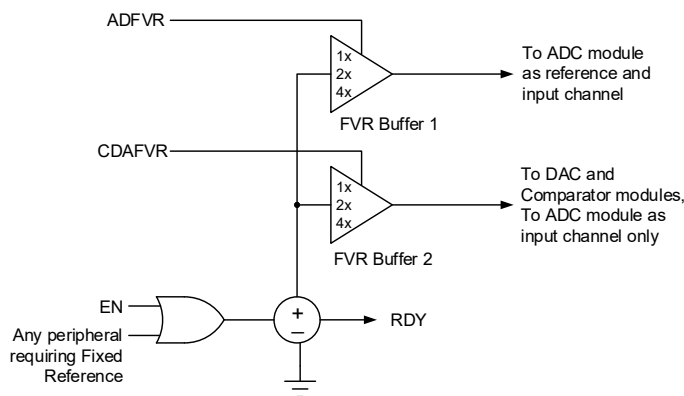 ADFVR
1x
2x
4x
FVR Buffer 1
To ADC module
as reference and
input channel
CDAFVR
1x
2x
4x
FVR Buffer 2
To DAC and
Comparator modules,
To ADC module as
input channel only
EN
Any peripheral
requiring Fixed
Reference
+
–
RDY